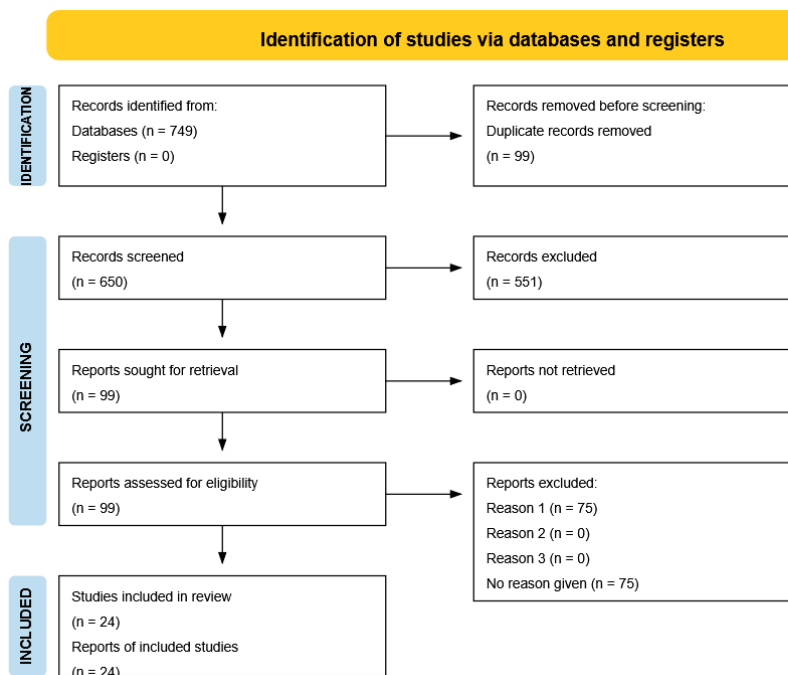 Identification of studies via databases and registers
IDENTIFICATION
Records identified from:
Databases (n = 749)
Registers (n = 0)
Records removed before screening:
Duplicate records removed
(n = 99)
SCREENING
Records screened
(n = 650)
Records excluded
(n = 551)
Reports sought for retrieval
(n = 99)
Reports not retrieved
(n = 0)
Reports assessed for eligibility
(n = 99)
Reports excluded:
Reason 1 (n = 75)
Reason 2 (n = 0)
Reason 3 (n = 0)
No reason given (n = 75)
INCLUDED
Studies included in review
(n = 24)
Reports of included studies
(n = 24)